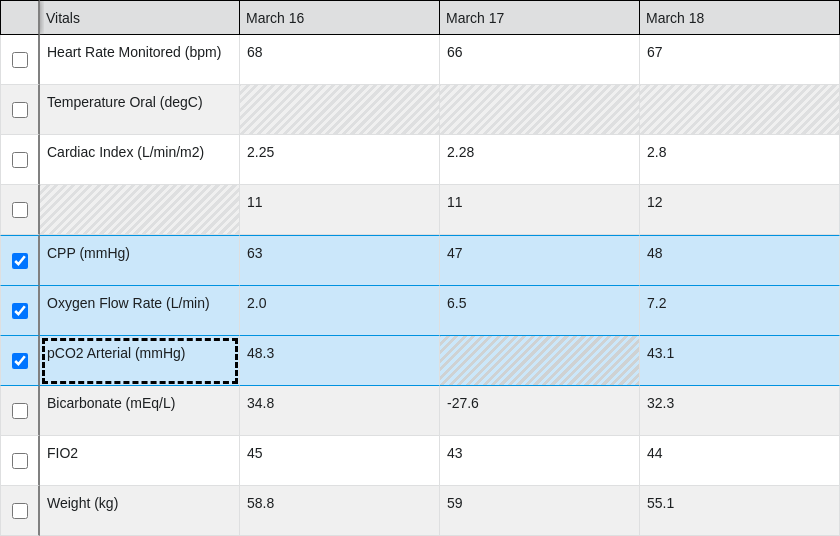 Vitals March 16 March 17 March 18
Heart Rate Monitored (bpm) 68 66 67
Temperature Oral (degC)
Cardiac Index (L/min/m2) 2.25 2.28 2.8
11 11 12
CPP (mmHg) 63 47 48
Oxygen Flow Rate (L/min) 2.0 6.5 7.2
pCO2 Arterial (mmHg) 48.3 43.1
Bicarbonate (mEq/L) 34.8 -27.6 32.3
FIO2 45 43 44
Weight (kg) 58.8 59 55.1